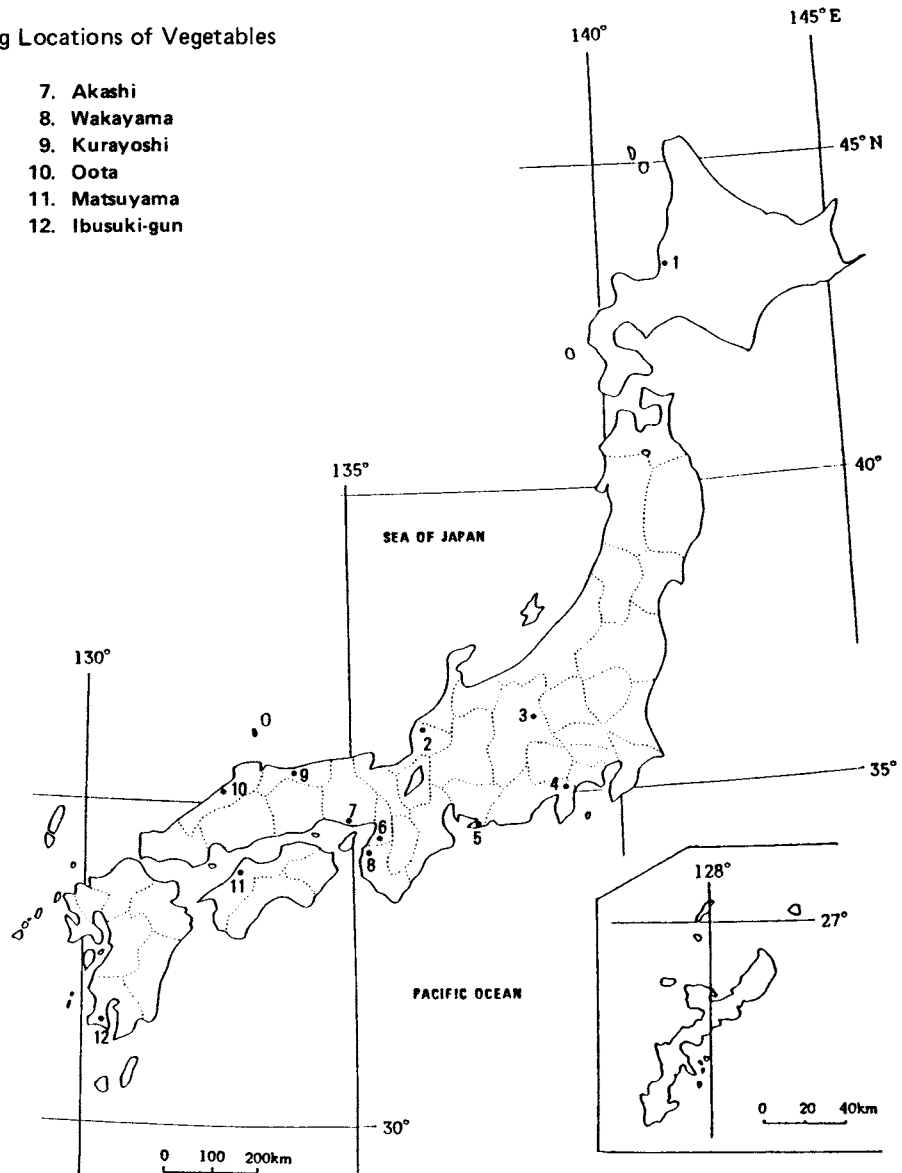 g Locations of Vegetables
7. Akashi
8. Wakayama
9. Kurayoshi
10. Oota
11. Matsuyama
12. Ibusuki-gun
140°
145°E
45°N
1
40°
135°
SEA OF JAPAN
130°
3
2
9
10
4
35°
7
6
5
8
11
128°
27°
PACIFIC OCEAN
12
0 20 40km
30°
0 100 200km